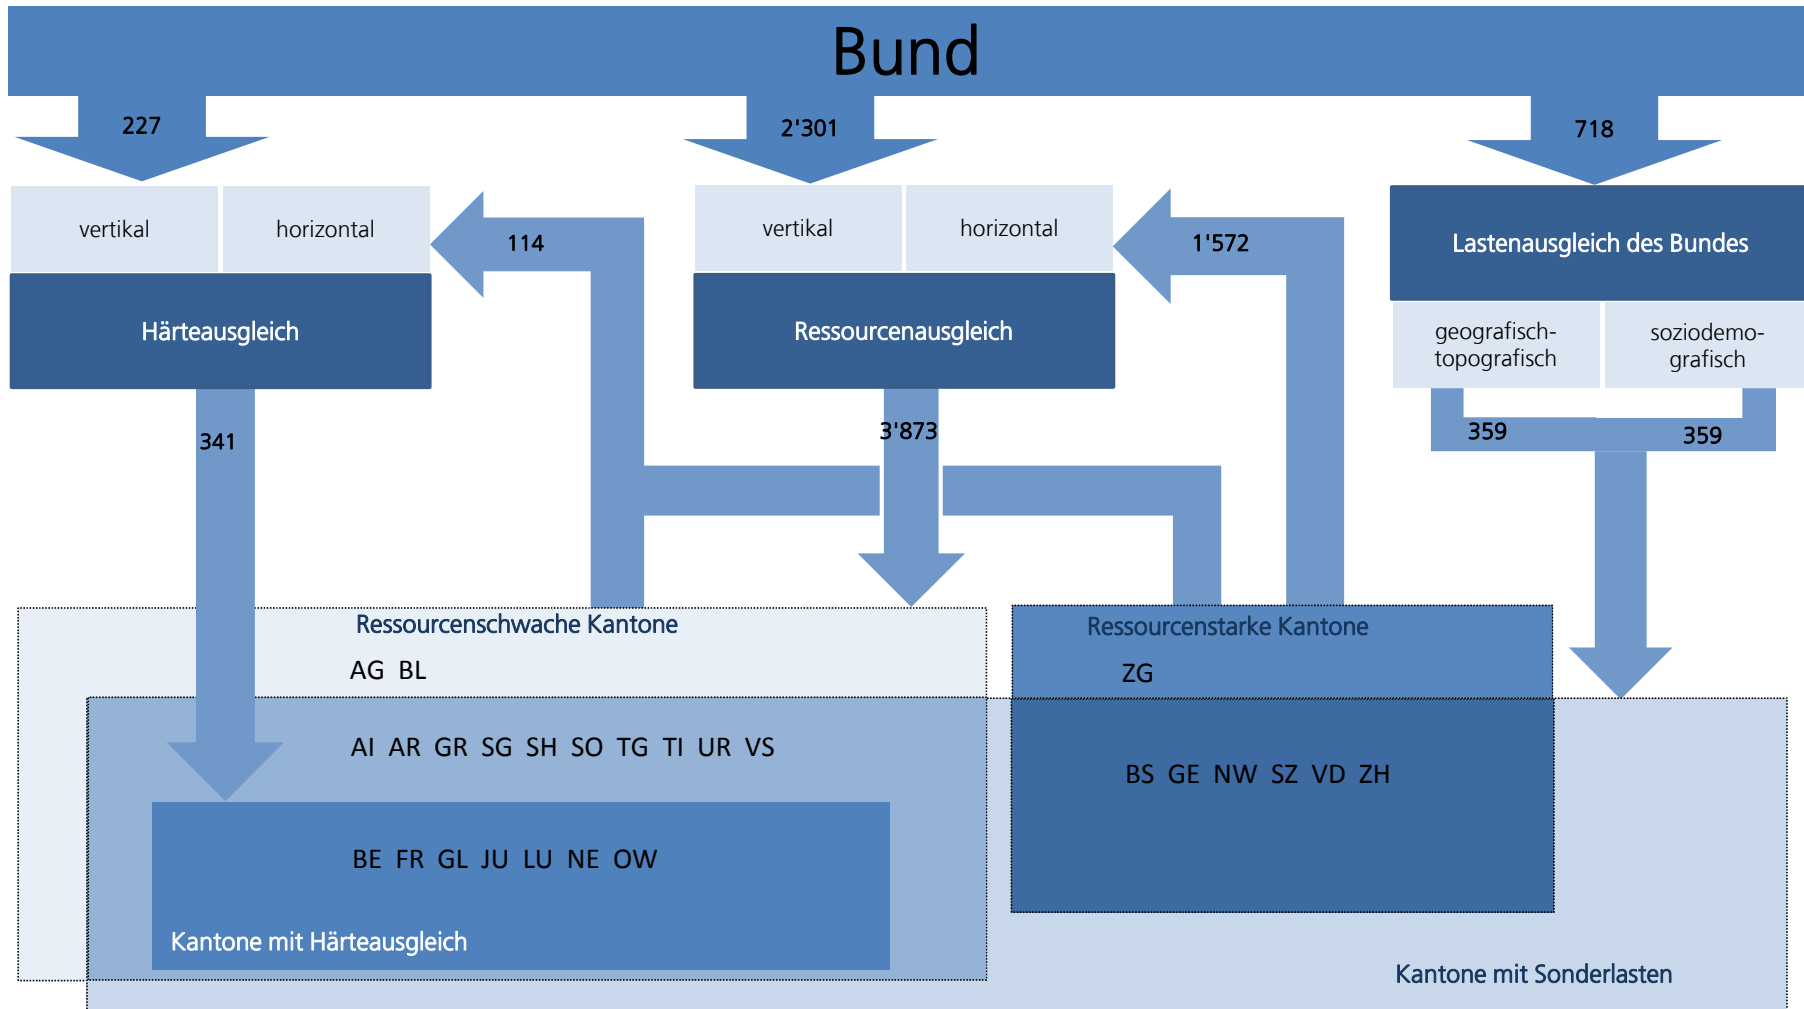 Bund
227
2'301
718
vertikal
horizontal
114
vertikal
horizontal
1'572
Lastenausgleich des Bundes
Härteausgleich
Ressourcenausgleich
geografisch-
topografisch
soziodemo-
grafisch
341
3'873
359
359
Ressourcenschwache Kantone
Ressourcenstarke Kantone
AG BL
ZG
AI AR GR SG SH SO TG TI UR VS
BS GE NW SZ VD ZH
BE FR GL JU LU NE OW
Kantone mit Härteausgleich
Kantone mit Sonderlasten